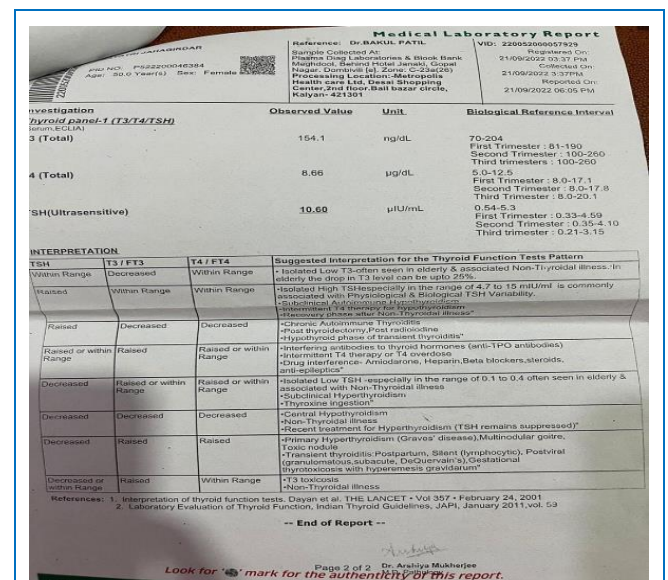 Medical Laboratory Report
JAHAGIRDAR
PID NO: P522200046384
Age: 50.0 Year(s) Sex: Female
Reference: Dr.BAKUL PATIL
Sample Collected At:
Plasma Diag Laboratories & Blook Bank
Meghdoot, Behind Hotel Janaki, Gopal
Nagar, Dombivli [e]. Zone: C-23a(26)
Processing Location:-Metropolis
Health care Ltd, Desai Shopping
Center,2nd floor.Bail bazar circle,
Kalyan- 421301
VID: 220052000057929
Registered On:
21/09/2022 03:37 PM
Collected On:
21/09/2022 3:37PM
Reported On:
21/09/2022 06:05 PM
nvestigation Observed Value Unit Biological Reference Interval
hyroid panel-1 (T3/T4/TSH)
erum,ECLIA)
3 (Total) 154.1 ng/dL 70-204
First Trimester : 81-190
Second Trimester : 100-260
Third trimesters : 100-260
4 (Total) 8.66 µg/dL 5.0-12.5
First Trimester : 8.0-17.1
Second Trimester : 8.0-17.8
Third Trimester : 8.0-20.1
SH(Ultrasensitive) 10.60 µIU/mL 0.54-5.3
First Trimester : 0.33-4.59
Second Trimester : 0.35-4.10
Third trimester : 0.21-3.15
INTERPRETATION
TSH T3 / FT3 T4 / FT4 Suggested Interpretation for the Thyroid Function Tests Pattern
Within Range Decreased Within Range • Isolated Low T3-often seen in elderly & associated Non-Thyroidal illness. In
elderly the drop in T3 level can be upto 25%.
Raised Within Range Within Range •Isolated High TSHespecially in the range of 4.7 to 15 mIU/ml is commonly
associated with Physiological & Biological TSH Variability.
•Subclinical Autoimmune Hypothyroidism
•Intermittent T4 therapy for hypothyroidism
•Recovery phase after Non-Thyroidal illness"
Raised Decreased Decreased •Chronic Autoimmune Thyroiditis
•Post thyroidectomy,Post radioiodine
•Hypothyroid phase of transient thyroiditis"
Raised or within Range Raised Raised or within Range •Interfering antibodies to thyroid hormones (anti-TPO antibodies)
•Intermittent T4 therapy or T4 overdose
•Drug interference- Amiodarone, Heparin,Beta blockers,steroids,
anti-epileptics"
Decreased Raised or within Range Raised or within Range •Isolated Low TSH -especially in the range of 0.1 to 0.4 often seen in elderly &
associated with Non-Thyroidal illness
•Subclinical Hyperthyroidism
•Thyroxine ingestion"
Decreased Decreased Decreased •Central Hypothyroidism
•Non-Thyroidal illness
•Recent treatment for Hyperthyroidism (TSH remains suppressed)"
Decreased Raised Raised •Primary Hyperthyroidism (Graves' disease),Multinodular goitre,
Toxic nodule
•Transient thyroiditis:Postpartum, Silent (lymphocytic), Postviral
(granulomatous,subacute, DeQuervain's),Gestational
thyrotoxicosis with hyperemesis gravidarum"
Decreased or within Range Raised Within Range •T3 toxicosis
•Non-Thyroidal illness
References: 1. Interpretation of thyroid function tests. Dayan et al. THE LANCET • Vol 357 • February 24, 2001
2. Laboratory Evaluation of Thyroid Function, Indian Thyroid Guidelines, JAPI, January 2011,vol. 59
-- End of Report --
Page 2 of 2 Dr. Arshiya Mukherjee
M.D. Pathology
Look for ' ' mark for the authenticity of this report.